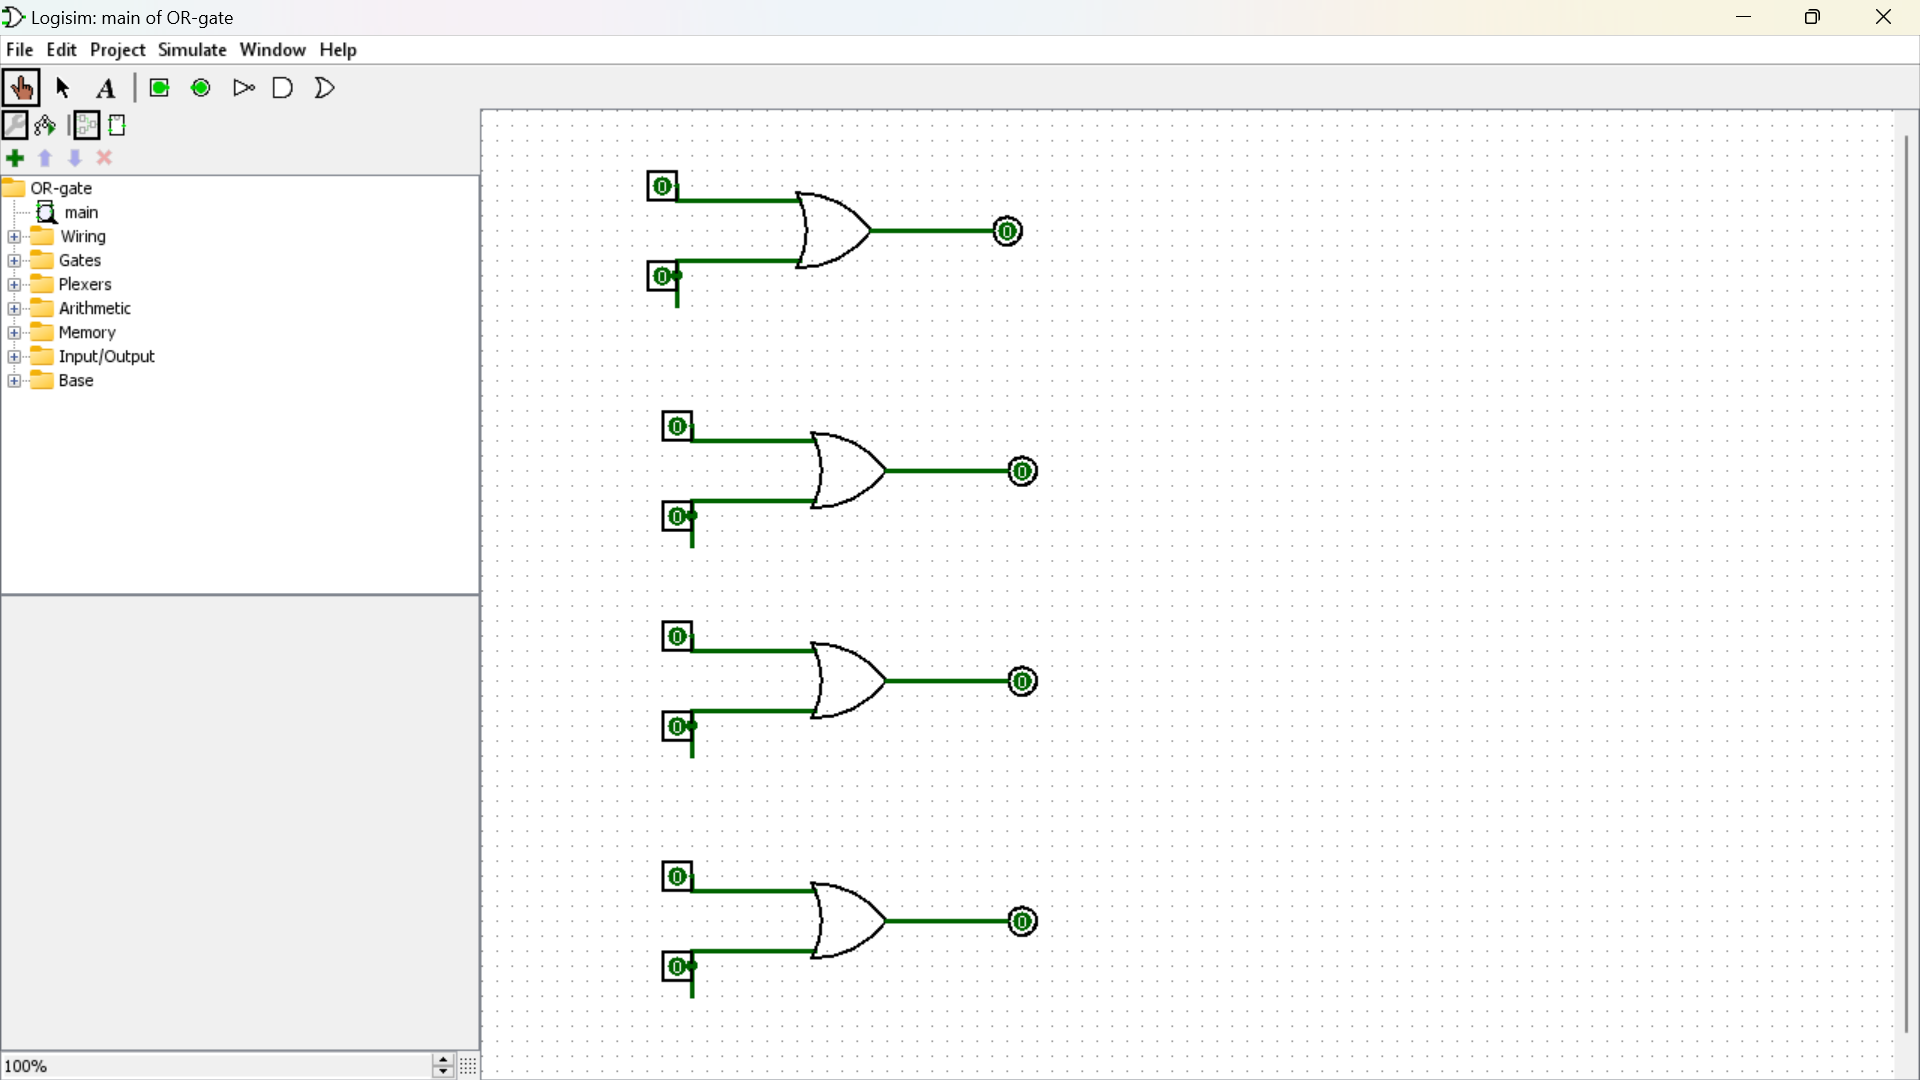 Logisim: main of OR-gate
File Edit Project Simulate Window Help
A
OR-gate
main
Wiring
Gates
Plexers
Arithmetic
Memory
Input/Output
Base
0
0
0
0
0
0
0
0
0
0
0
0
100%